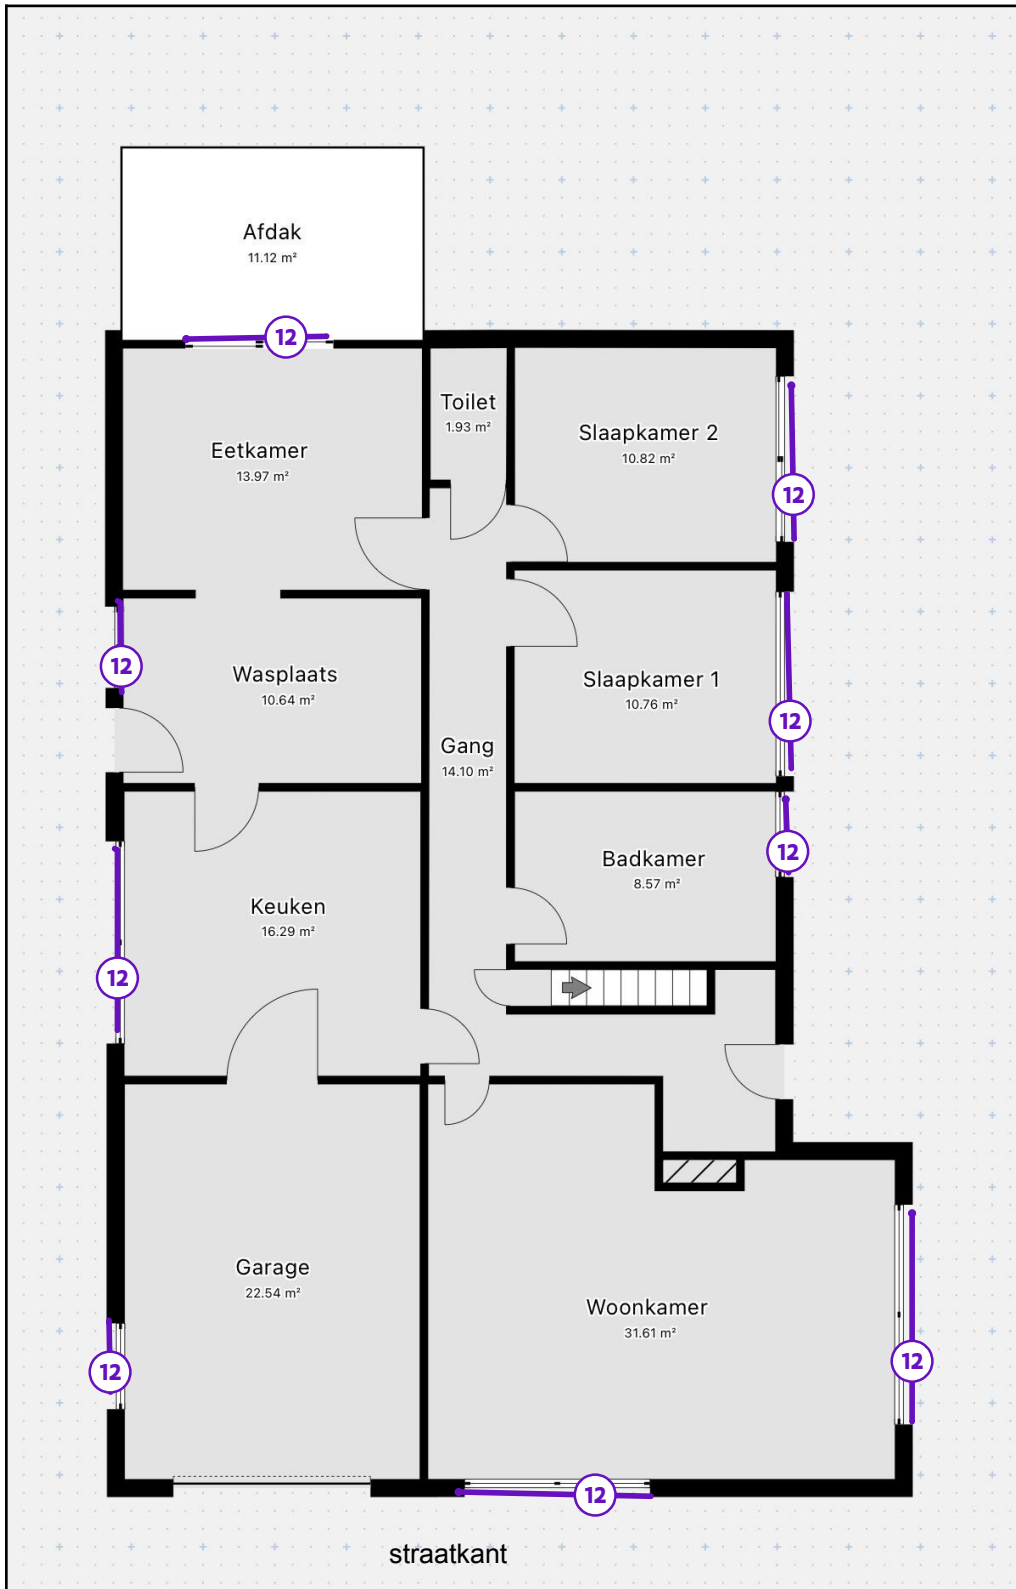 Afdak
11.12 m²
12
Toilet
1.93 m²
Slaapkamer 2
10.82 m²
Eetkamer
13.97 m²
12
12
Wasplaats
10.64 m²
Slaapkamer 1
10.76 m²
12
Gang
14.10 m²
Badkamer
8.57 m²
12
Keuken
16.29 m²
12
Garage
22.54 m²
Woonkamer
31.61 m²
12
12
12
straatkant